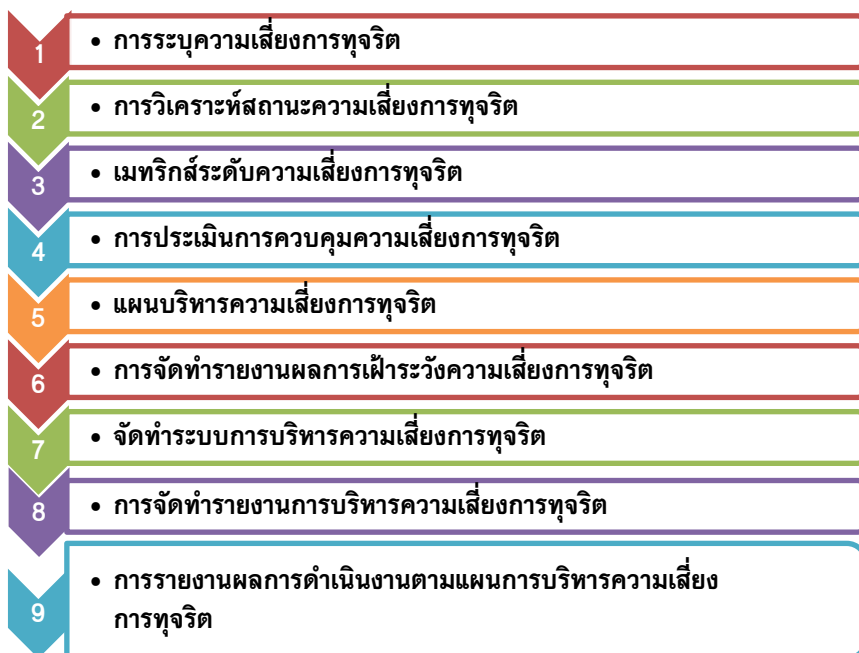 1 • การระบุความเสี่ยงการทุจริต
2 • การวิเคราะห์สถานะความเสี่ยงการทุจริต
3 • เมทริกส์ระดับความเสี่ยงการทุจริต
4 • การประเมินการควบคุมความเสี่ยงการทุจริต
5 • แผนบริหารความเสี่ยงการทุจริต
6 • การจัดทำรายงานผลการเฝ้าระวังความเสี่ยงการทุจริต
7 • จัดทำระบบการบริหารความเสี่ยงการทุจริต
8 • การจัดทำรายงานการบริหารความเสี่ยงการทุจริต
9 • การรายงานผลการดำเนินงานตามแผนการบริหารความเสี่ยง
การทุจริต